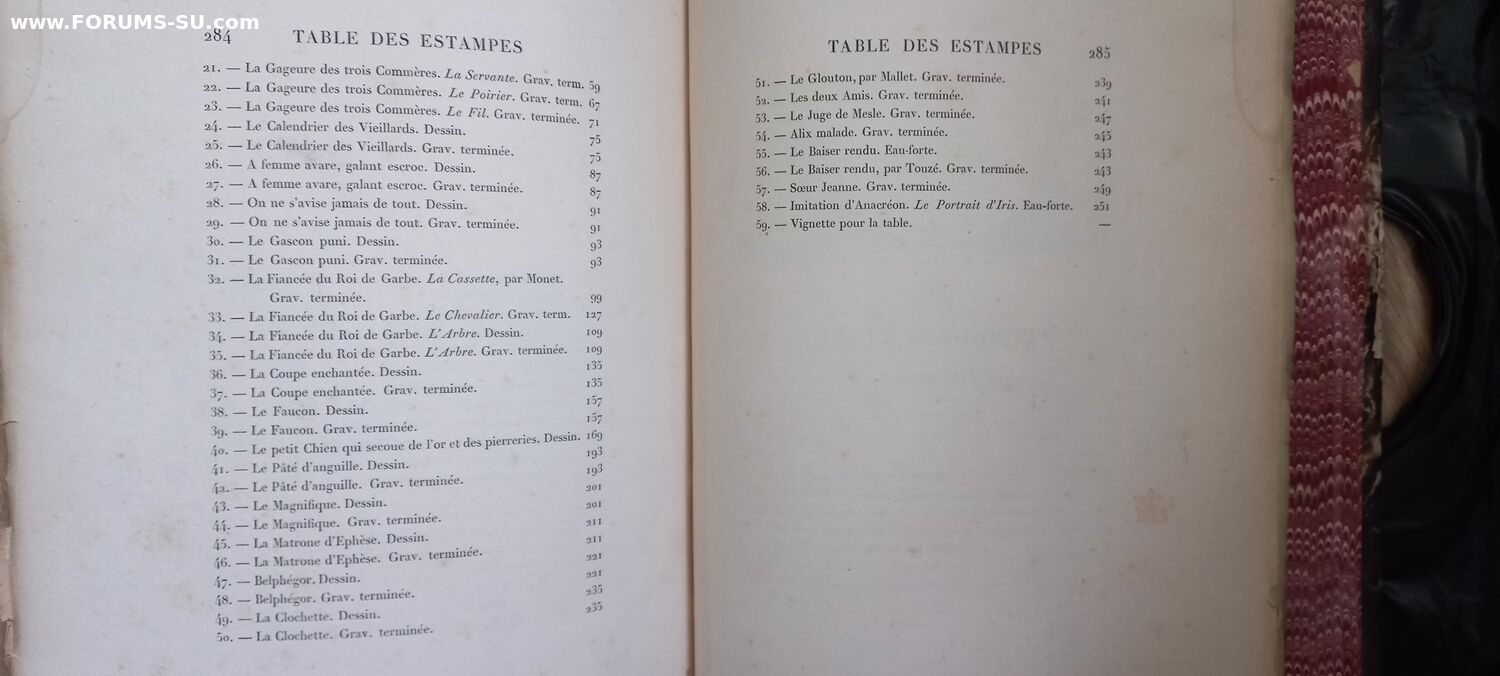 www.FORUMS-SU.com
284 TABLE DES ESTAMPES
21. — La Gageure des trois Commères. La Servante. Grav. term. 59
22. — La Gageure des trois Commères. Le Poirier. Grav. term. 67
23. — La Gageure des trois Commères. Le Fil. Grav. terminée. 71
24. — Le Calendrier des Vieillards. Dessin. 75
25. — Le Calendrier des Vieillards. Grav. terminée. 75
26. — A femme avare, galant escroc. Dessin. 87
27. — A femme avare, galant escroc. Grav. terminée. 87
28. — On ne s'avise jamais de tout. Dessin. 91
29. — On ne s'avise jamais de tout. Grav. terminée. 91
30. — Le Gascon puni. Dessin. 93
31. — Le Gascon puni. Grav. terminée. 93
32. — La Fiancée du Roi de Garbe. La Cassette, par Monet.
Grav. terminée. 99
33. — La Fiancée du Roi de Garbe. Le Chevalier. Grav. term. 127
34. — La Fiancée du Roi de Garbe. L'Arbre. Dessin. 109
35. — La Fiancée du Roi de Garbe. L'Arbre. Grav. terminée. 109
36. — La Coupe enchantée. Dessin. 135
37. — La Coupe enchantée. Grav. terminée. 135
38. — Le Faucon. Dessin. 157
39. — Le Faucon. Grav. terminée. 157
40. — Le petit Chien qui secoue de l'or et des pierreries. Dessin. 169
41. — Le Pâté d'anguille. Dessin. 193
42. — Le Pâté d'anguille. Grav. terminée. 193
43. — Le Magnifique. Dessin. 201
44. — Le Magnifique. Grav. terminée. 201
45. — La Matrone d'Ephèse. Dessin. 211
46. — La Matrone d'Ephèse. Grav. terminée. 211
47. — Belphégor. Dessin. 221
48. — Belphégor. Grav. terminée. 221
49. — La Clochette. Dessin. 235
50. — La Clochette. Grav. terminée. 235
TABLE DES ESTAMPES 285
51. — Le Glouton, par Mallet. Grav. terminée. 239
52. — Les deux Amis. Grav. terminée. 241
53. — Le Juge de Mesle. Grav. terminée. 247
54. — Alix malade. Grav. terminée. 245
55. — Le Baiser rendu. Eau-forte. 243
56. — Le Baiser rendu, par Touzé. Grav. terminée. 243
57. — Sœur Jeanne. Grav. terminée. 249
58. — Imitation d'Anacréon. Le Portrait d'Iris. Eau-forte. 251
59. — Vignette pour la table. —